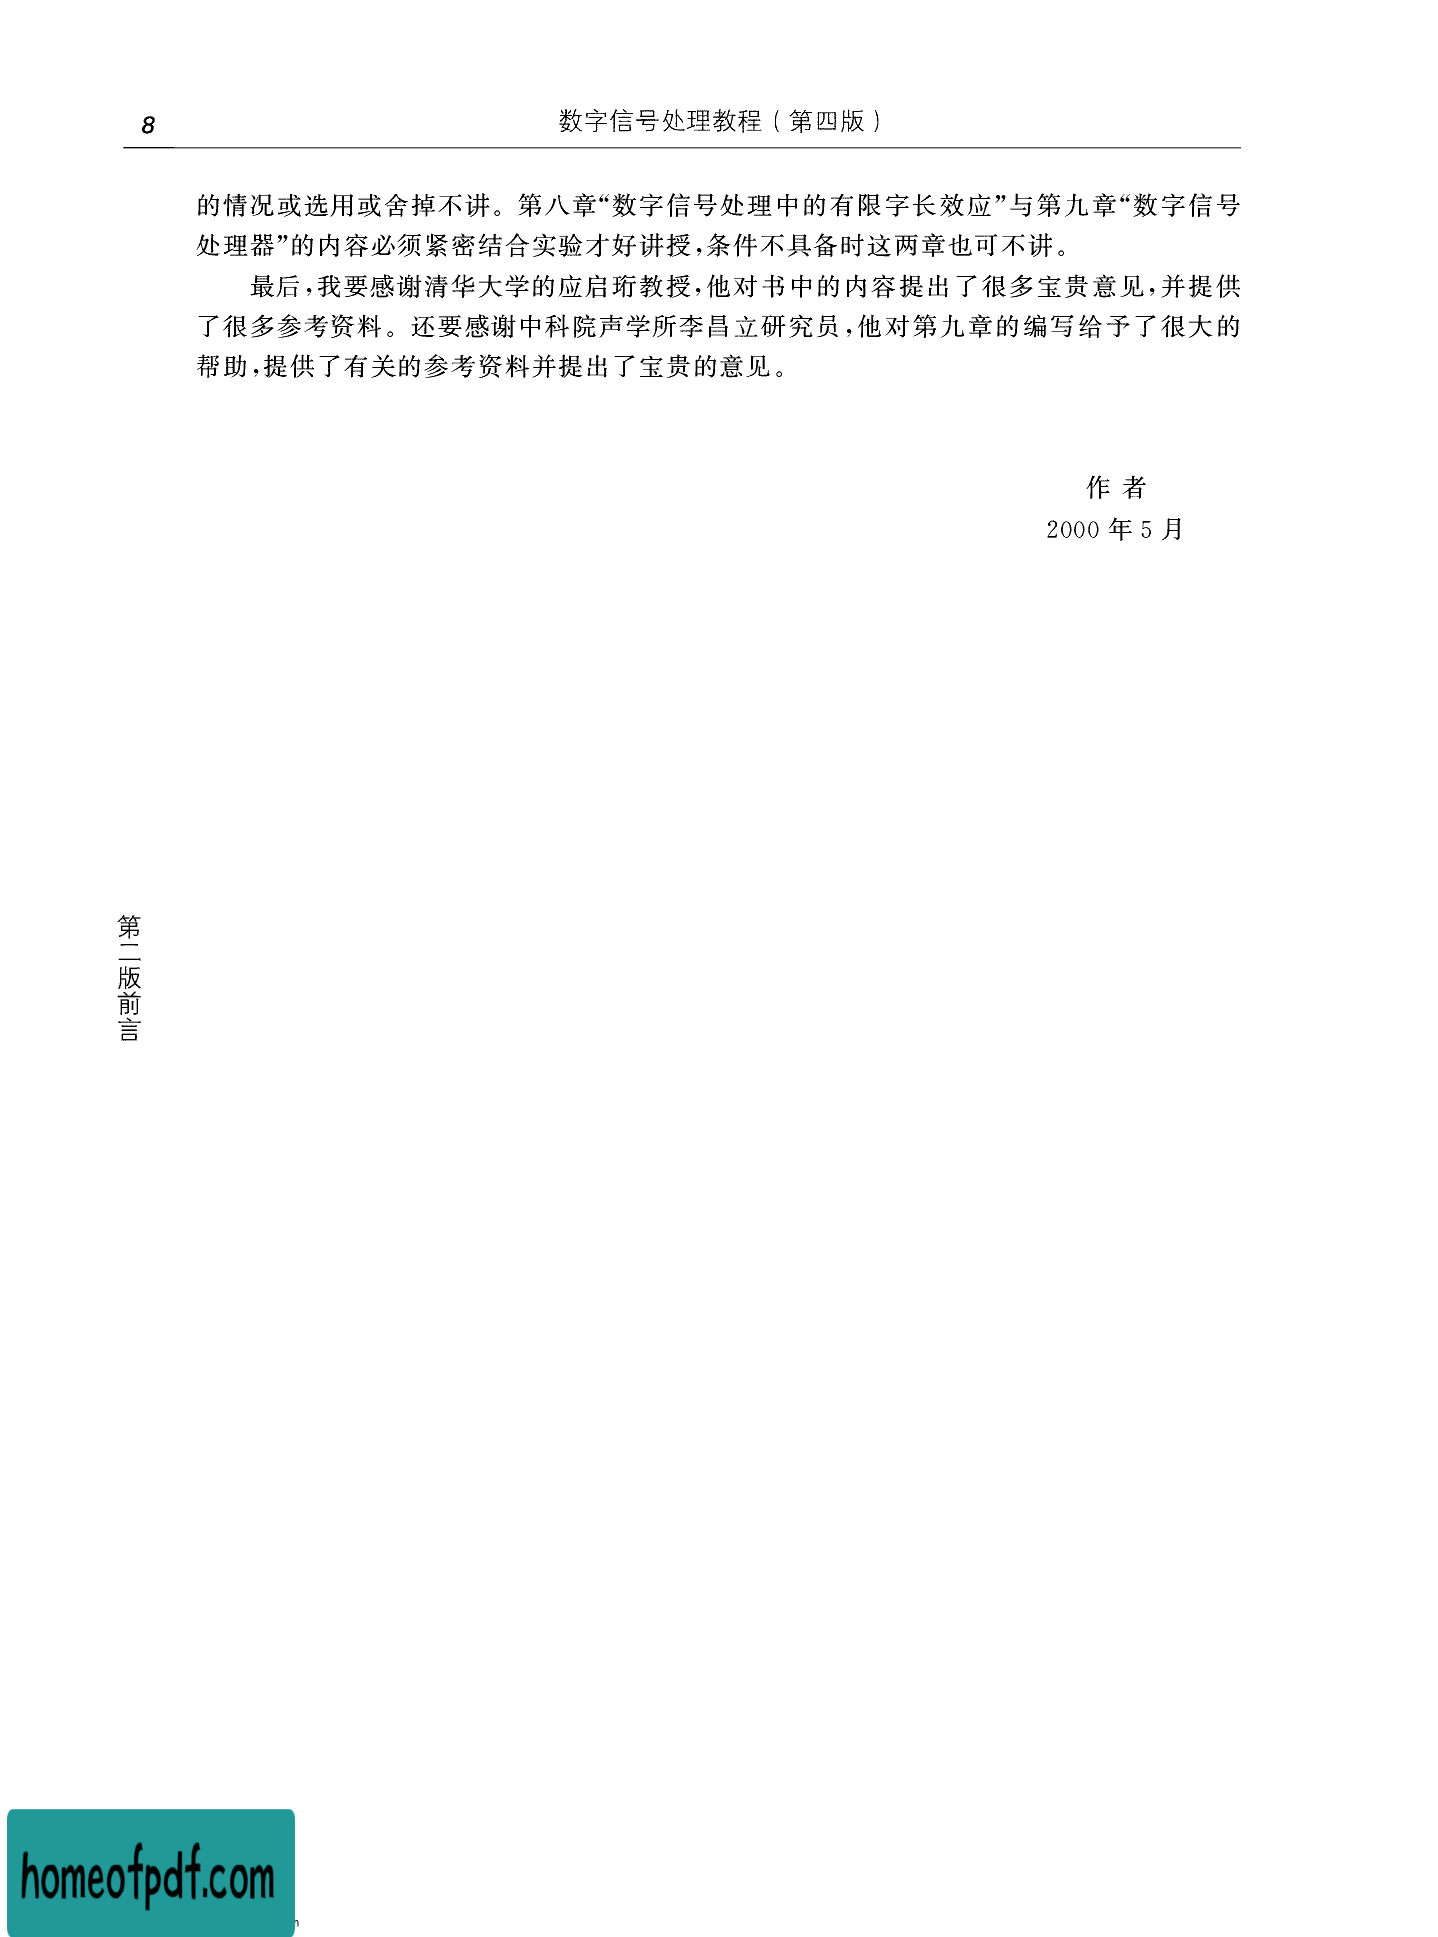 8
数字信号处理教程（第四版）
的情况或选用或舍掉不讲。第八章“数字信号处理中的有限字长效应”与第九章“数字信号
处理器”的内容必须紧密结合实验才好讲授,条件不具备时这两章也可不讲。
最后,我要感谢清华大学的应启珩教授,他对书中的内容提出了很多宝贵意见,并提供
了很多参考资料。还要感谢中科院声学所李昌立研究员,他对第九章的编写给予了很大的
帮助,提供了有关的参考资料并提出了宝贵的意见。
作 者
2000 年 5 月
第二版前言
homeofpdf.com